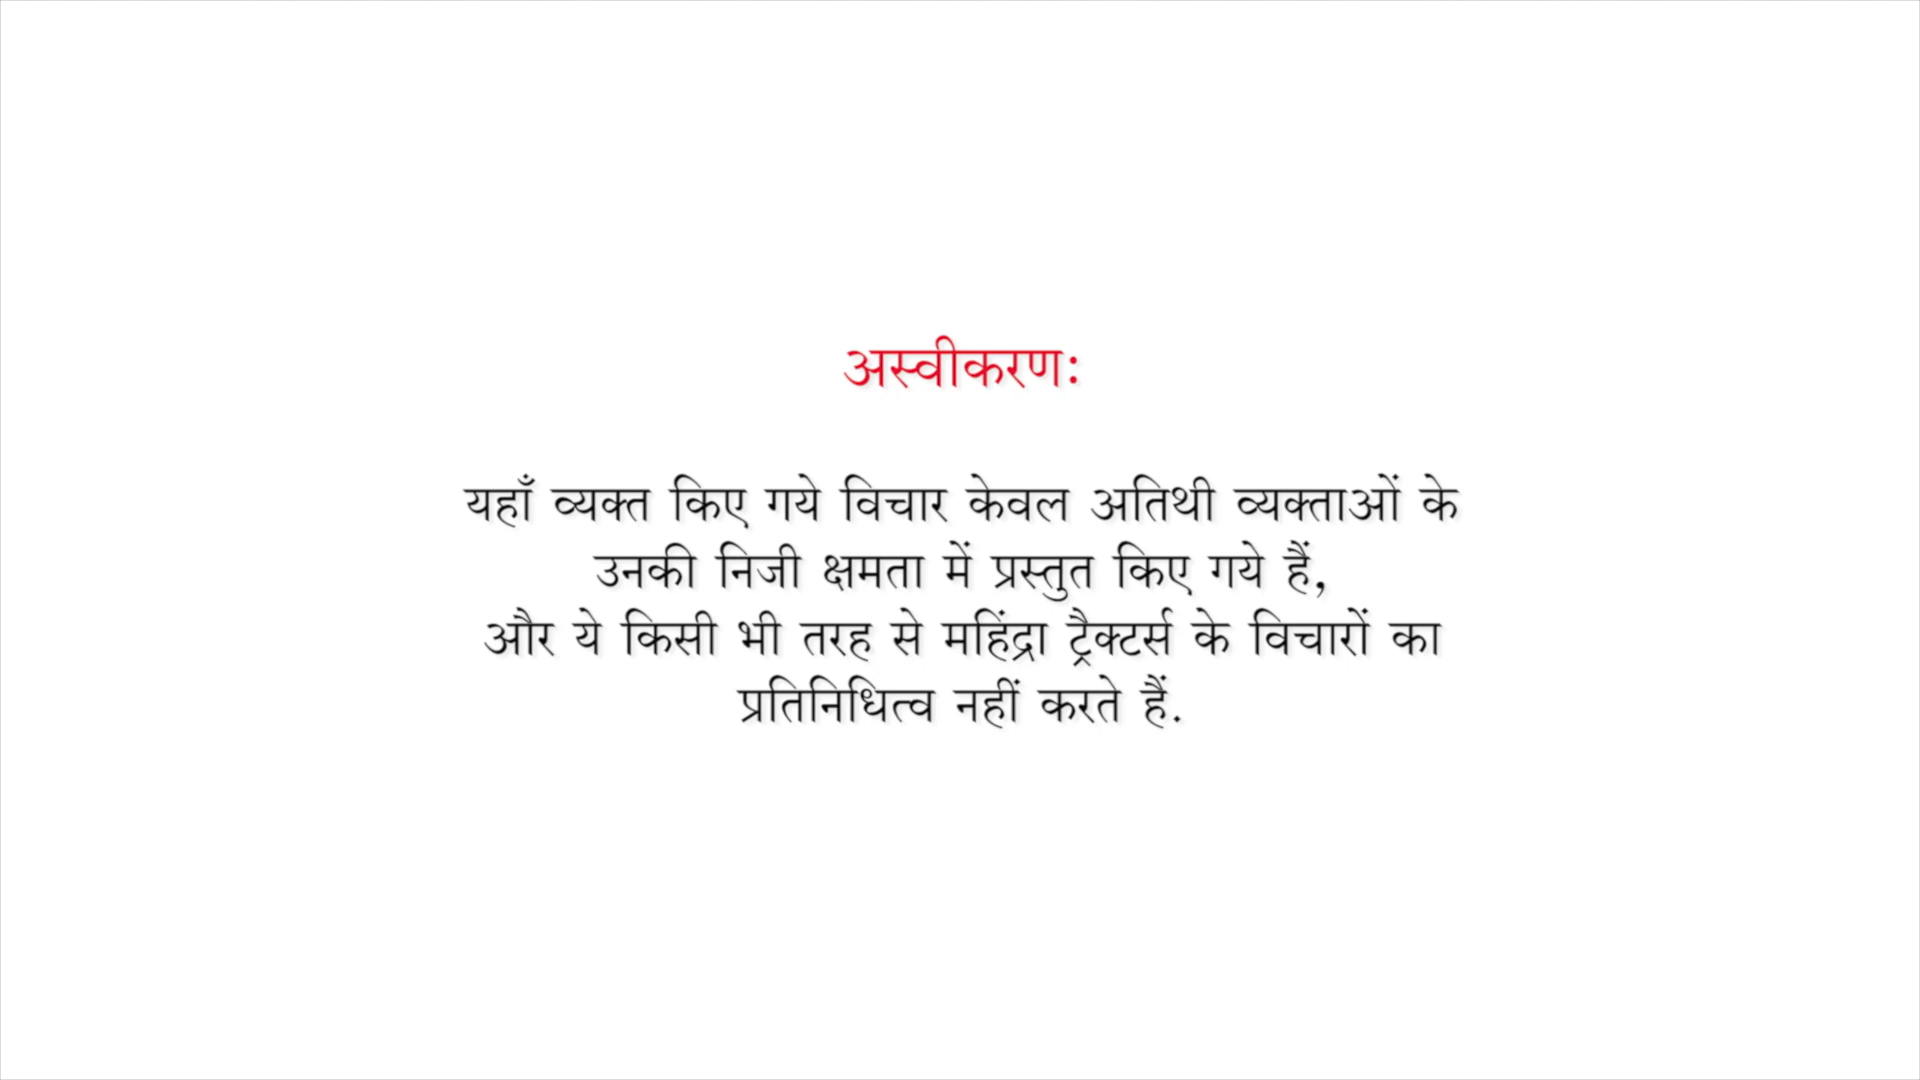 अस्वीकरण:
यहाँ व्यक्त किए गये विचार केवल अतिथी व्यक्ताओं के
उनकी निजी क्षमता में प्रस्तुत किए गये हैं,
और ये किसी भी तरह से महिंद्रा ट्रैक्टर्स के विचारों का
प्रतिनिधित्व नहीं करते हैं.